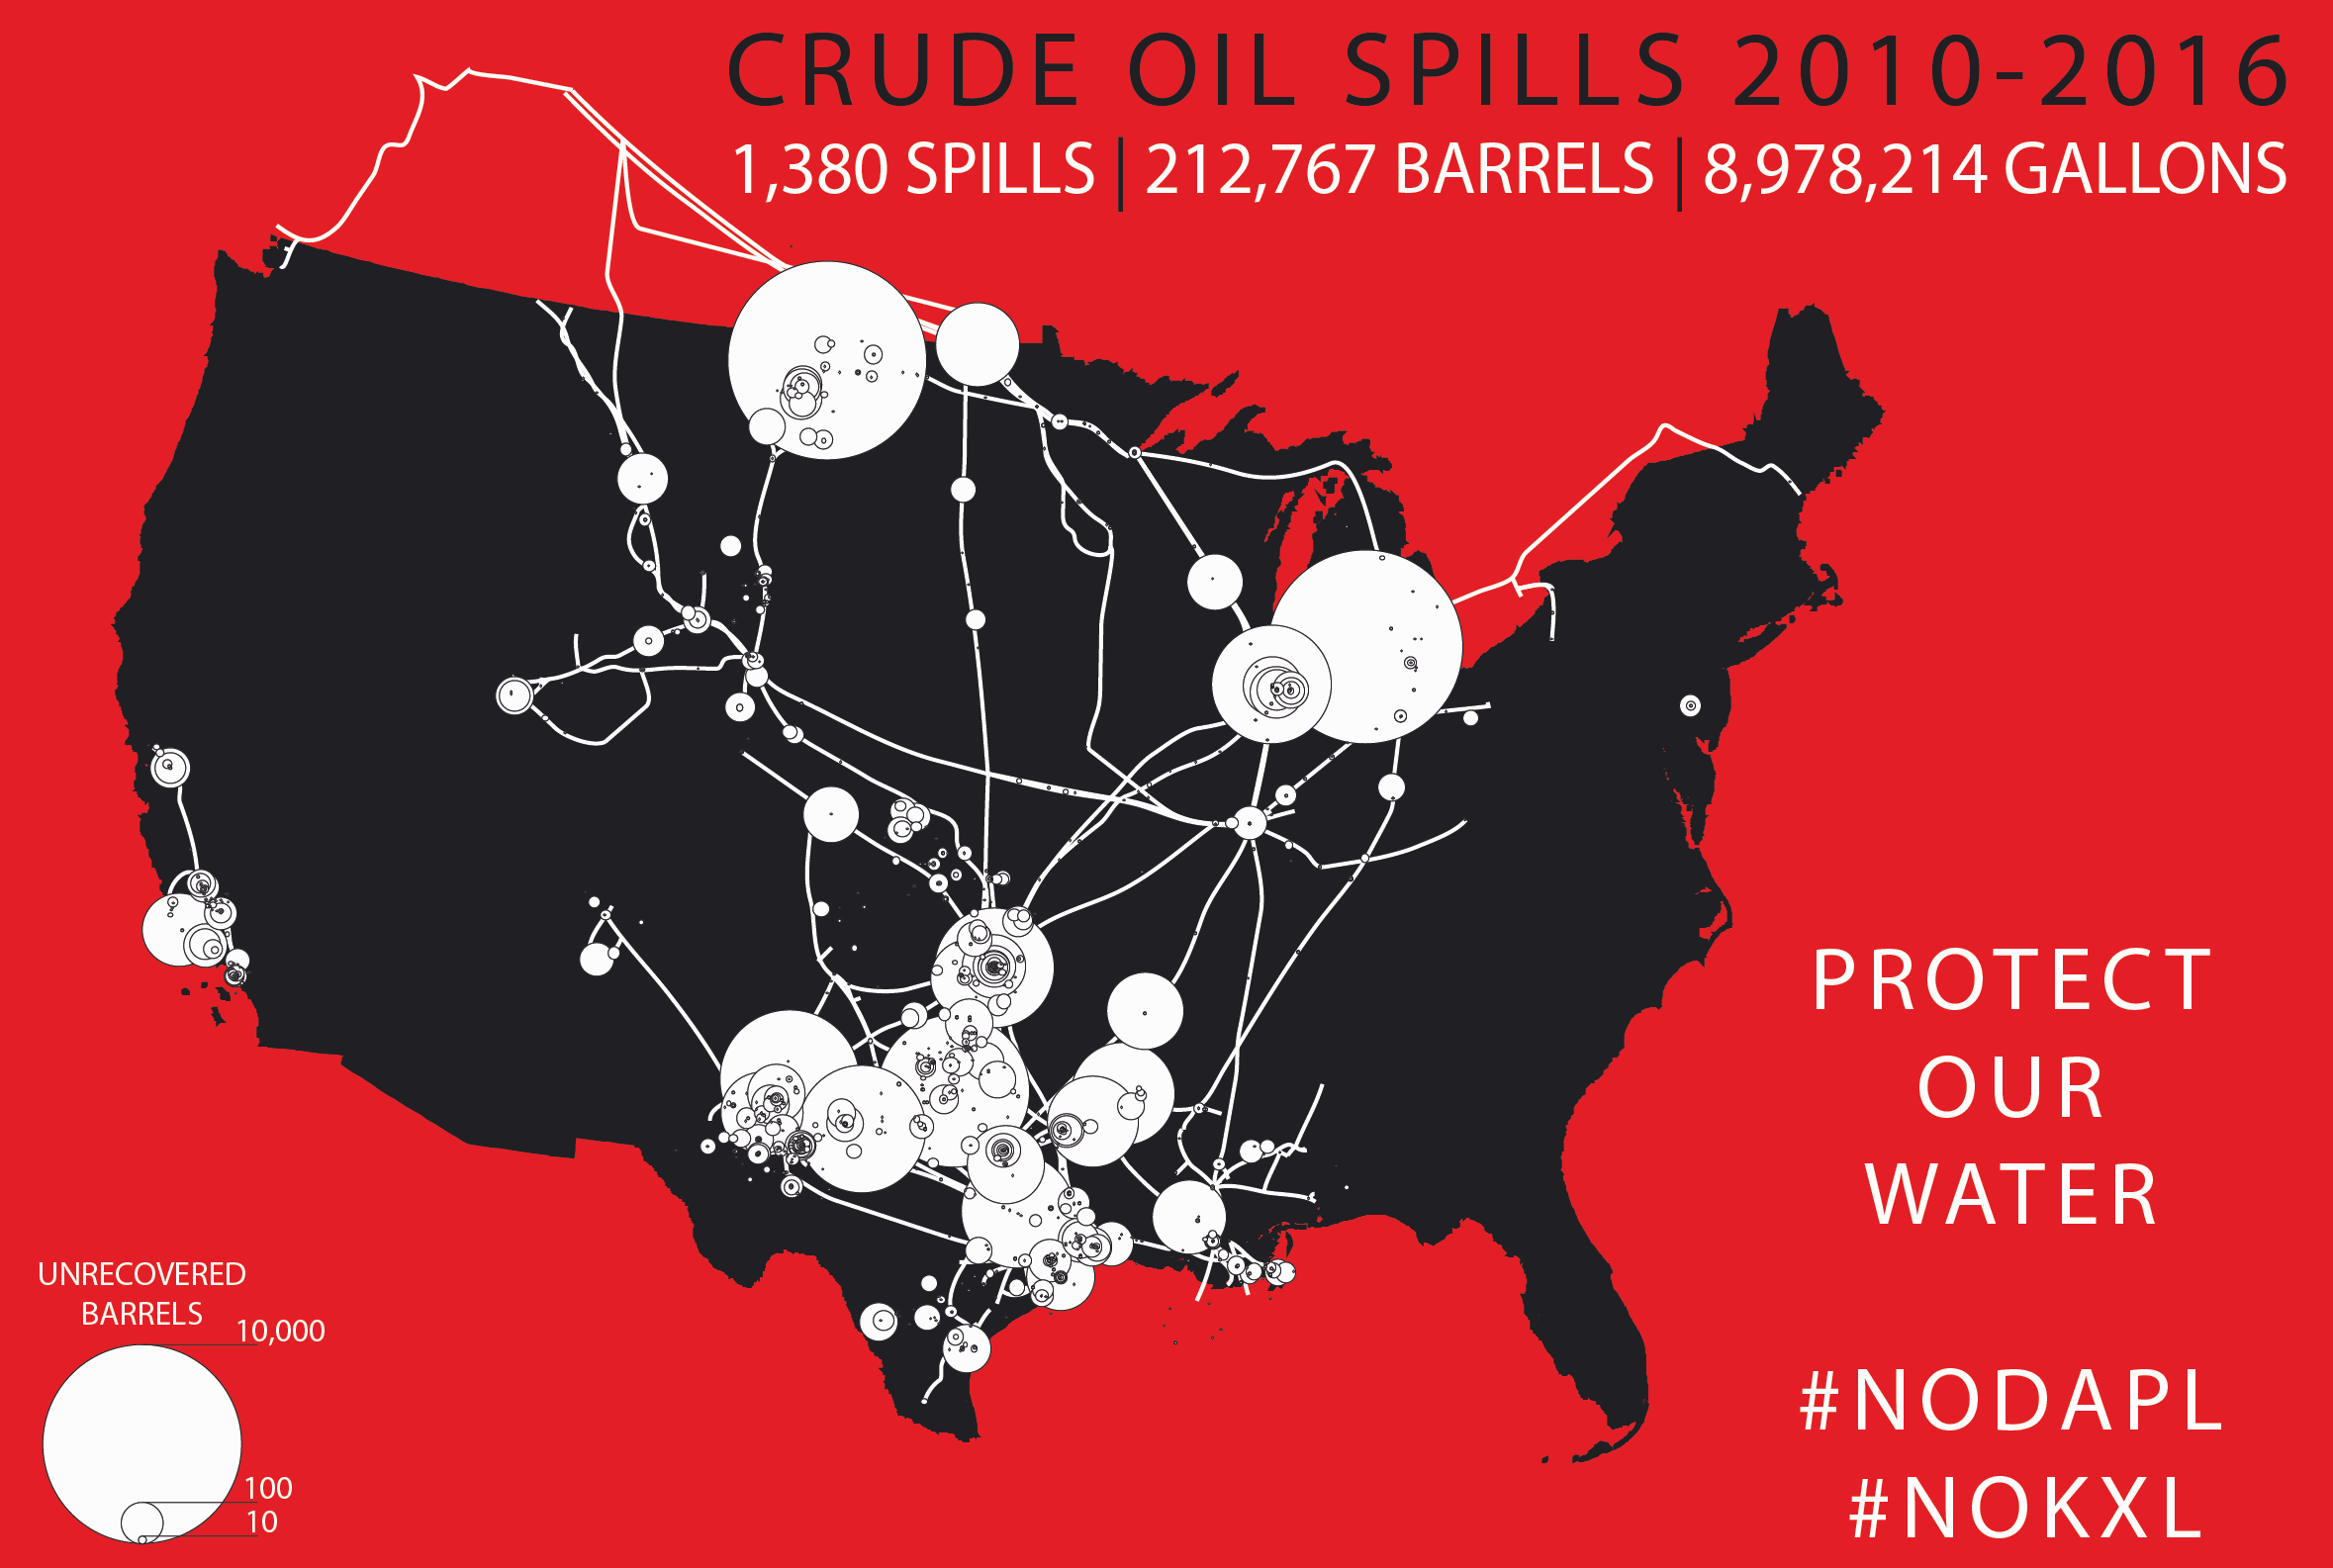 CRUDE OIL SPILLS 2010-2016
1,380 SPILLS | 212,767 BARRELS | 8,978,214 GALLONS
PROTECT
OUR
WATER
UNRECOVERED
BARRELS
10,000
100
10
#NODAPL
#NOKXL